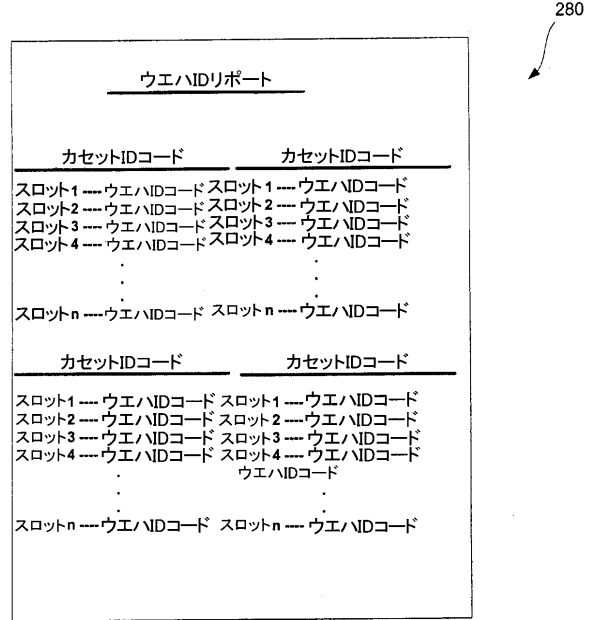 280
ウエハIDリポート
カセットIDコード
スロット1 ---- ウエハIDコード
スロット2 ---- ウエハIDコード
スロット3 ---- ウエハIDコード
スロット4 ---- ウエハIDコード
.
.
.
スロットn ---- ウエハIDコード
カセットIDコード
スロット1 ---- ウエハIDコード
スロット2 ---- ウエハIDコード
スロット3 ---- ウエハIDコード
スロット4 ---- ウエハIDコード
.
.
.
スロットn ---- ウエハIDコード
カセットIDコード
スロット1 ---- ウエハIDコード
スロット2 ---- ウエハIDコード
スロット3 ---- ウエハIDコード
スロット4 ---- ウエハIDコード
.
.
.
スロットn ---- ウエハIDコード
カセットIDコード
スロット1 ---- ウエハIDコード
スロット2 ---- ウエハIDコード
スロット3 ---- ウエハIDコード
スロット4 ---- ウエハIDコード
ウエハIDコード
.
.
スロットn ---- ウエハIDコード